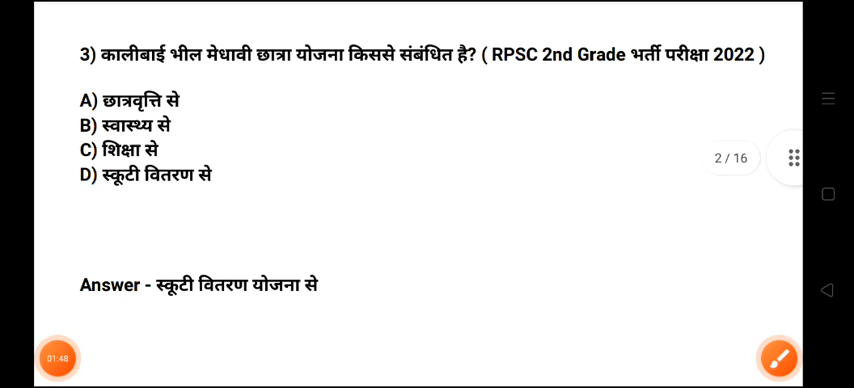 3) कालीबाई भील मेधावी छात्रा योजना किससे संबंधित है? ( RPSC 2nd Grade भर्ती परीक्षा 2022 )
A) छात्रवृत्ति से
B) स्वास्थ्य से
C) शिक्षा से
2 / 16
D) स्कूटी वितरण से
Answer - स्कूटी वितरण योजना से
01:48